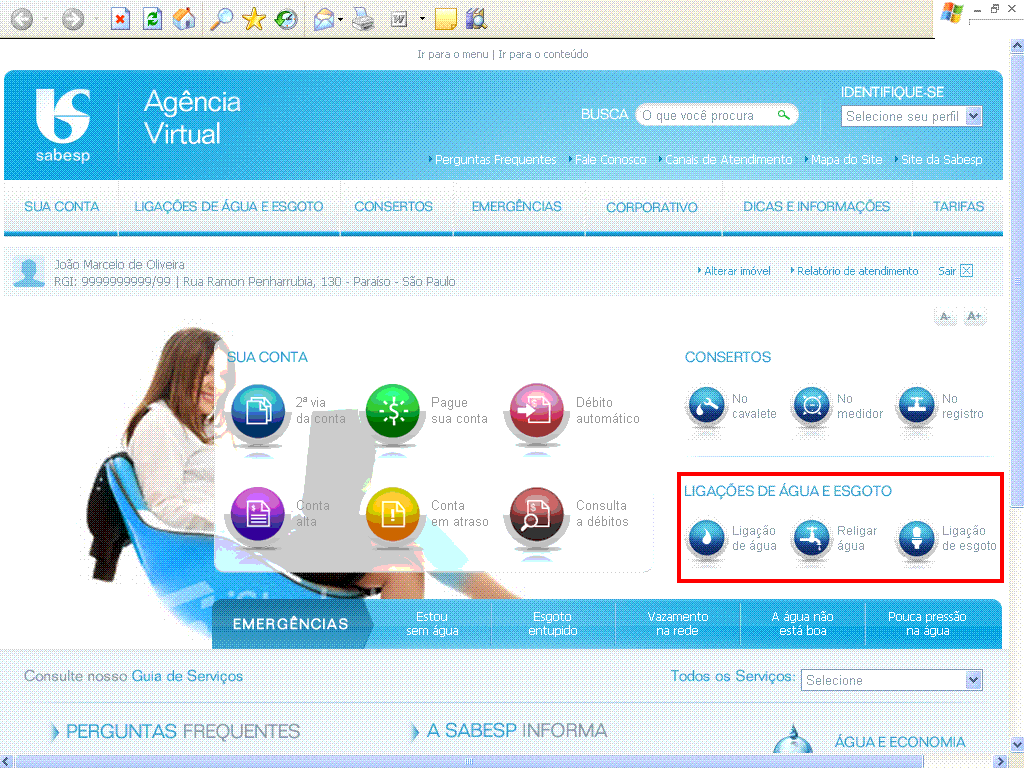 Ir para o menu | Ir para o conteúdo
sabesp
Agência
Virtual
BUSCA
O que você procura
IDENTIFIQUE-SE
Selecione seu perfil
Perguntas Frequentes
Fale Conosco
Canais de Atendimento
Mapa do Site
Site da Sabesp
SUA CONTA
LIGAÇÕES DE ÁGUA E ESGOTO
CONSERTOS
EMERGÊNCIAS
CORPORATIVO
DICAS E INFORMAÇÕES
TARIFAS
João Marcelo de Oliveira
RGI: 9999999999/99 | Rua Ramon Penharrubia, 130 - Paraíso - São Paulo
Alterar imóvel
Relatório de atendimento
Sair
A-
A+
SUA CONTA
2ª via
da conta
Pague
sua conta
Débito
automático
Conta
alta
Conta
em atraso
Consulta
a débitos
CONSERTOS
No
cavalete
No
medidor
No
registro
LIGAÇÕES DE ÁGUA E ESGOTO
Ligação
de água
Religar
água
Ligação
de esgoto
EMERGÊNCIAS
Estou
sem água
Esgoto
entupido
Vazamento
na rede
A água não
está boa
Pouca pressão
na água
Consulte nosso Guia de Serviços
Todos os Serviços:
Selecione
PERGUNTAS FREQUENTES
A SABESP INFORMA
ÁGUA E ECONOMIA